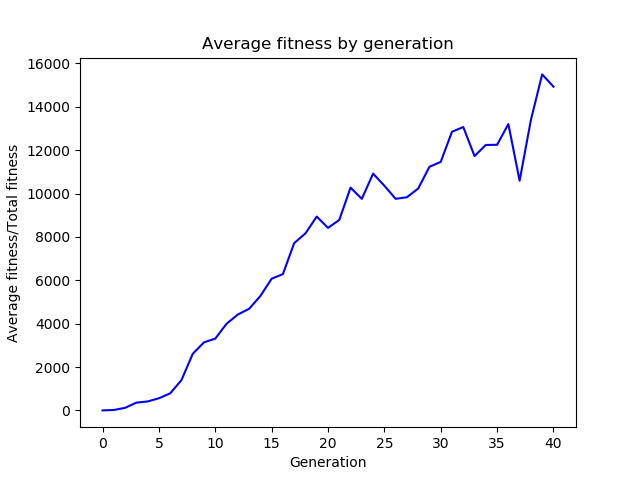 Average fitness by generation
16000
14000
12000
10000
8000
6000
4000
2000
0
Average fitness/Total fitness
0 5 10 15 20 25 30 35 40
Generation